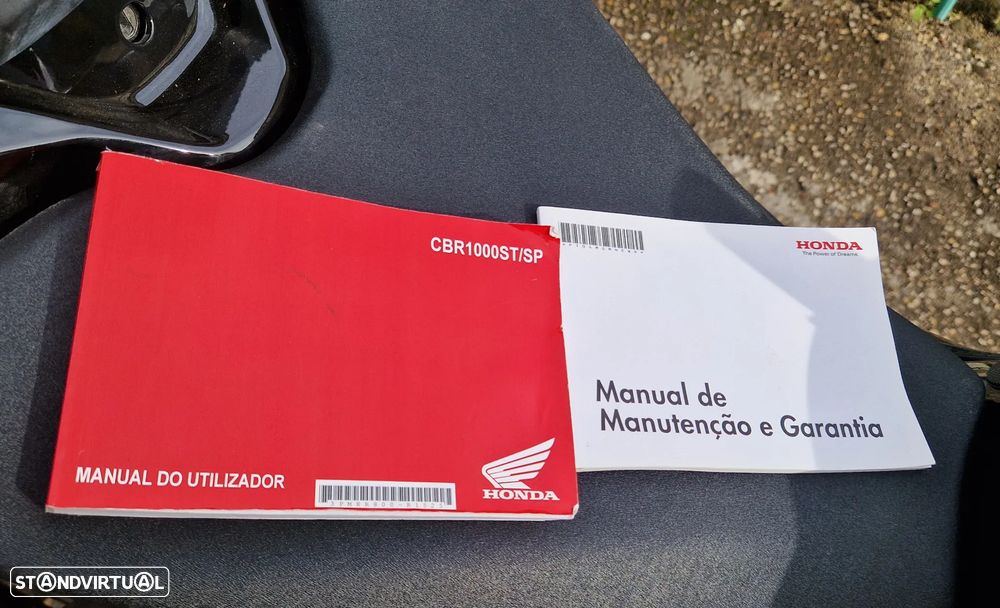 CBR1000ST/SP
MANUAL DO UTILIZADOR
HONDA
HONDA
The Power of Dreams
Manual de
Manutenção e Garantia
STANDVIRTUAL